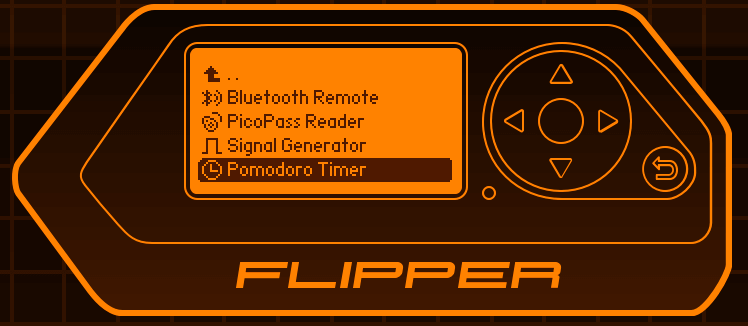 ..
Bluetooth Remote
PicoPass Reader
Signal Generator
Pomodoro Timer
FLIPPER